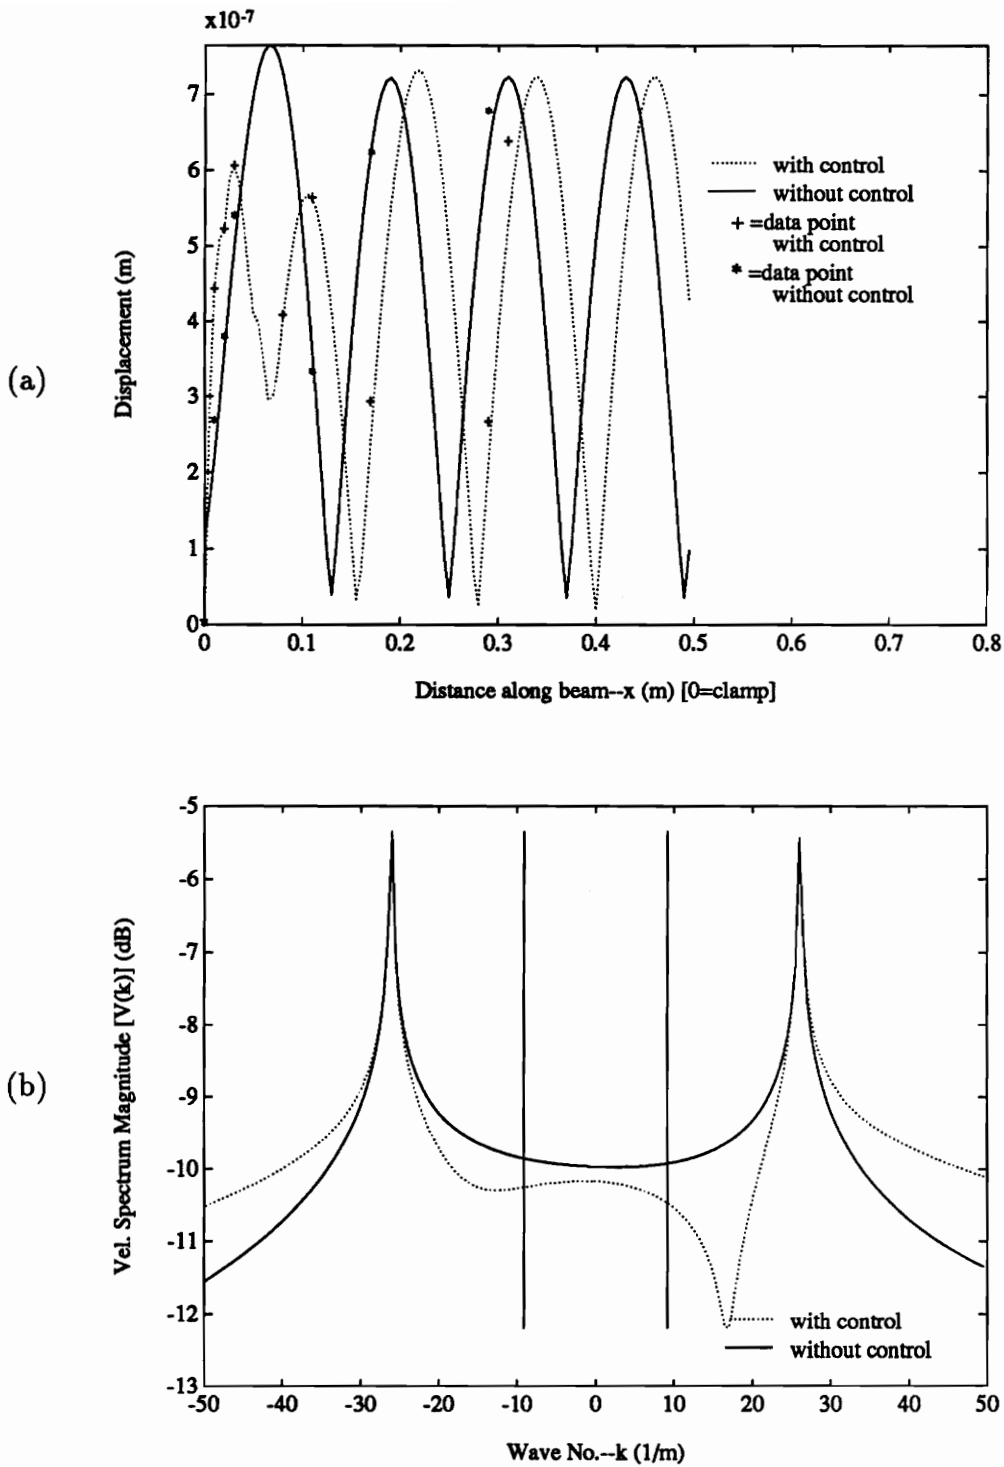 x10-7
7
6
5
4
3
2
1
0
0 0.1 0.2 0.3 0.4 0.5 0.6 0.7 0.8
Displacement (m)
Distance along beam--x (m) [0=clamp]
with control
without control
+ =data point
with control
* =data point
without control
(a)
-5
-6
-7
-8
-9
-10
-11
-12
-13
-50 -40 -30 -20 -10 0 10 20 30 40 50
Vel. Spectrum Magnitude [V(k)] (dB)
Wave No.--k (1/m)
with control
without control
(b)